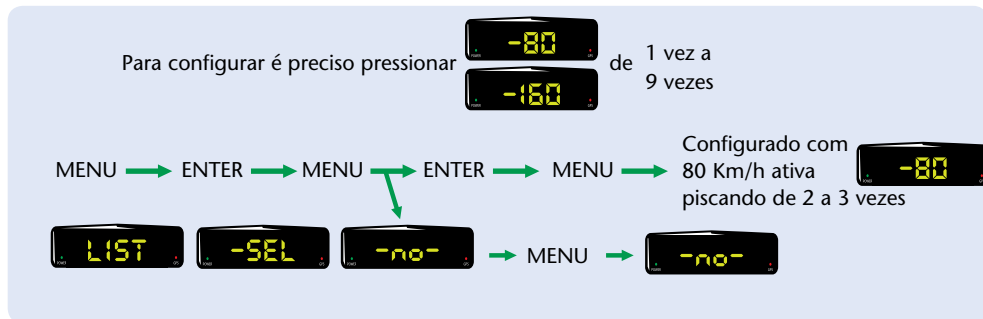 -80
Para configurar é preciso pressionar de 1 vez a
-160
9 vezes
MENU ENTER MENU ENTER MENU
Configurado com
80 Km/h ativa
piscando de 2 a 3 vezes
-80
LIST -SEL -no- MENU -no-